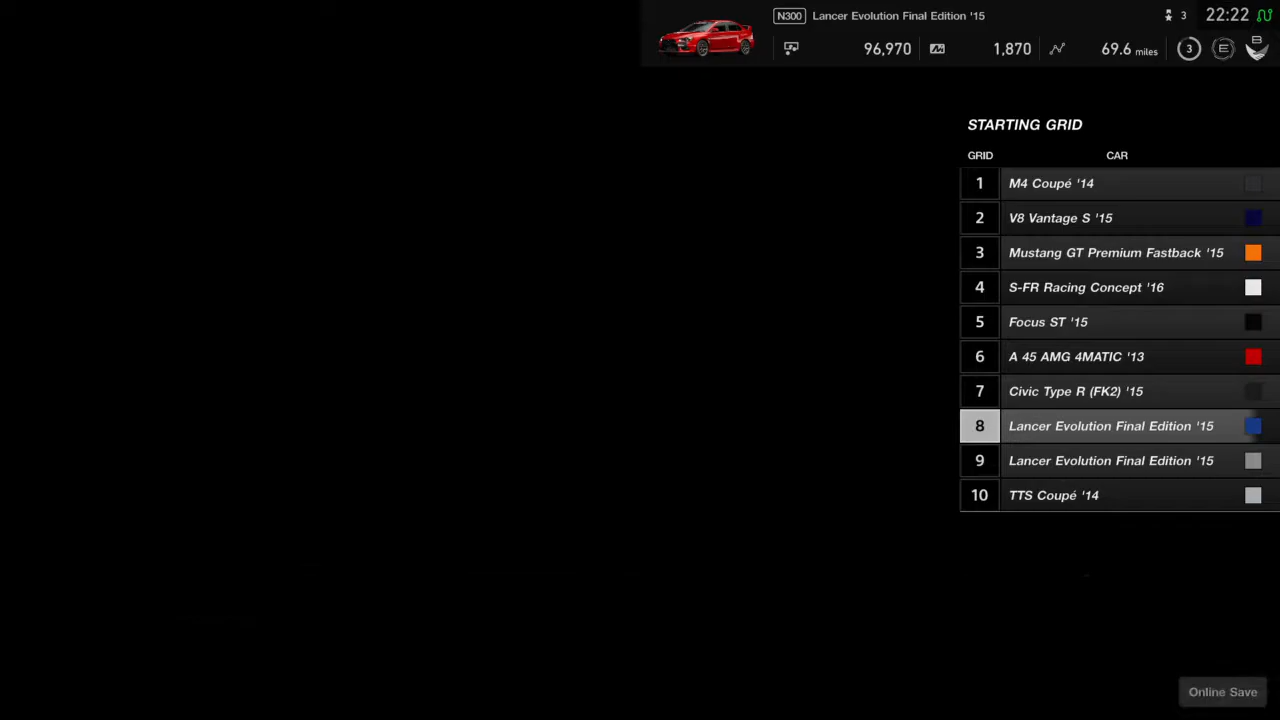 N300 Lancer Evolution Final Edition '15
3 22:22
96,970 1,870 69.6 miles 3 E B
STARTING GRID
GRID CAR
1 M4 Coupé '14
2 V8 Vantage S '15
3 Mustang GT Premium Fastback '15
4 S-FR Racing Concept '16
5 Focus ST '15
6 A 45 AMG 4MATIC '13
7 Civic Type R (FK2) '15
8 Lancer Evolution Final Edition '15
9 Lancer Evolution Final Edition '15
10 TTS Coupé '14
Online Save